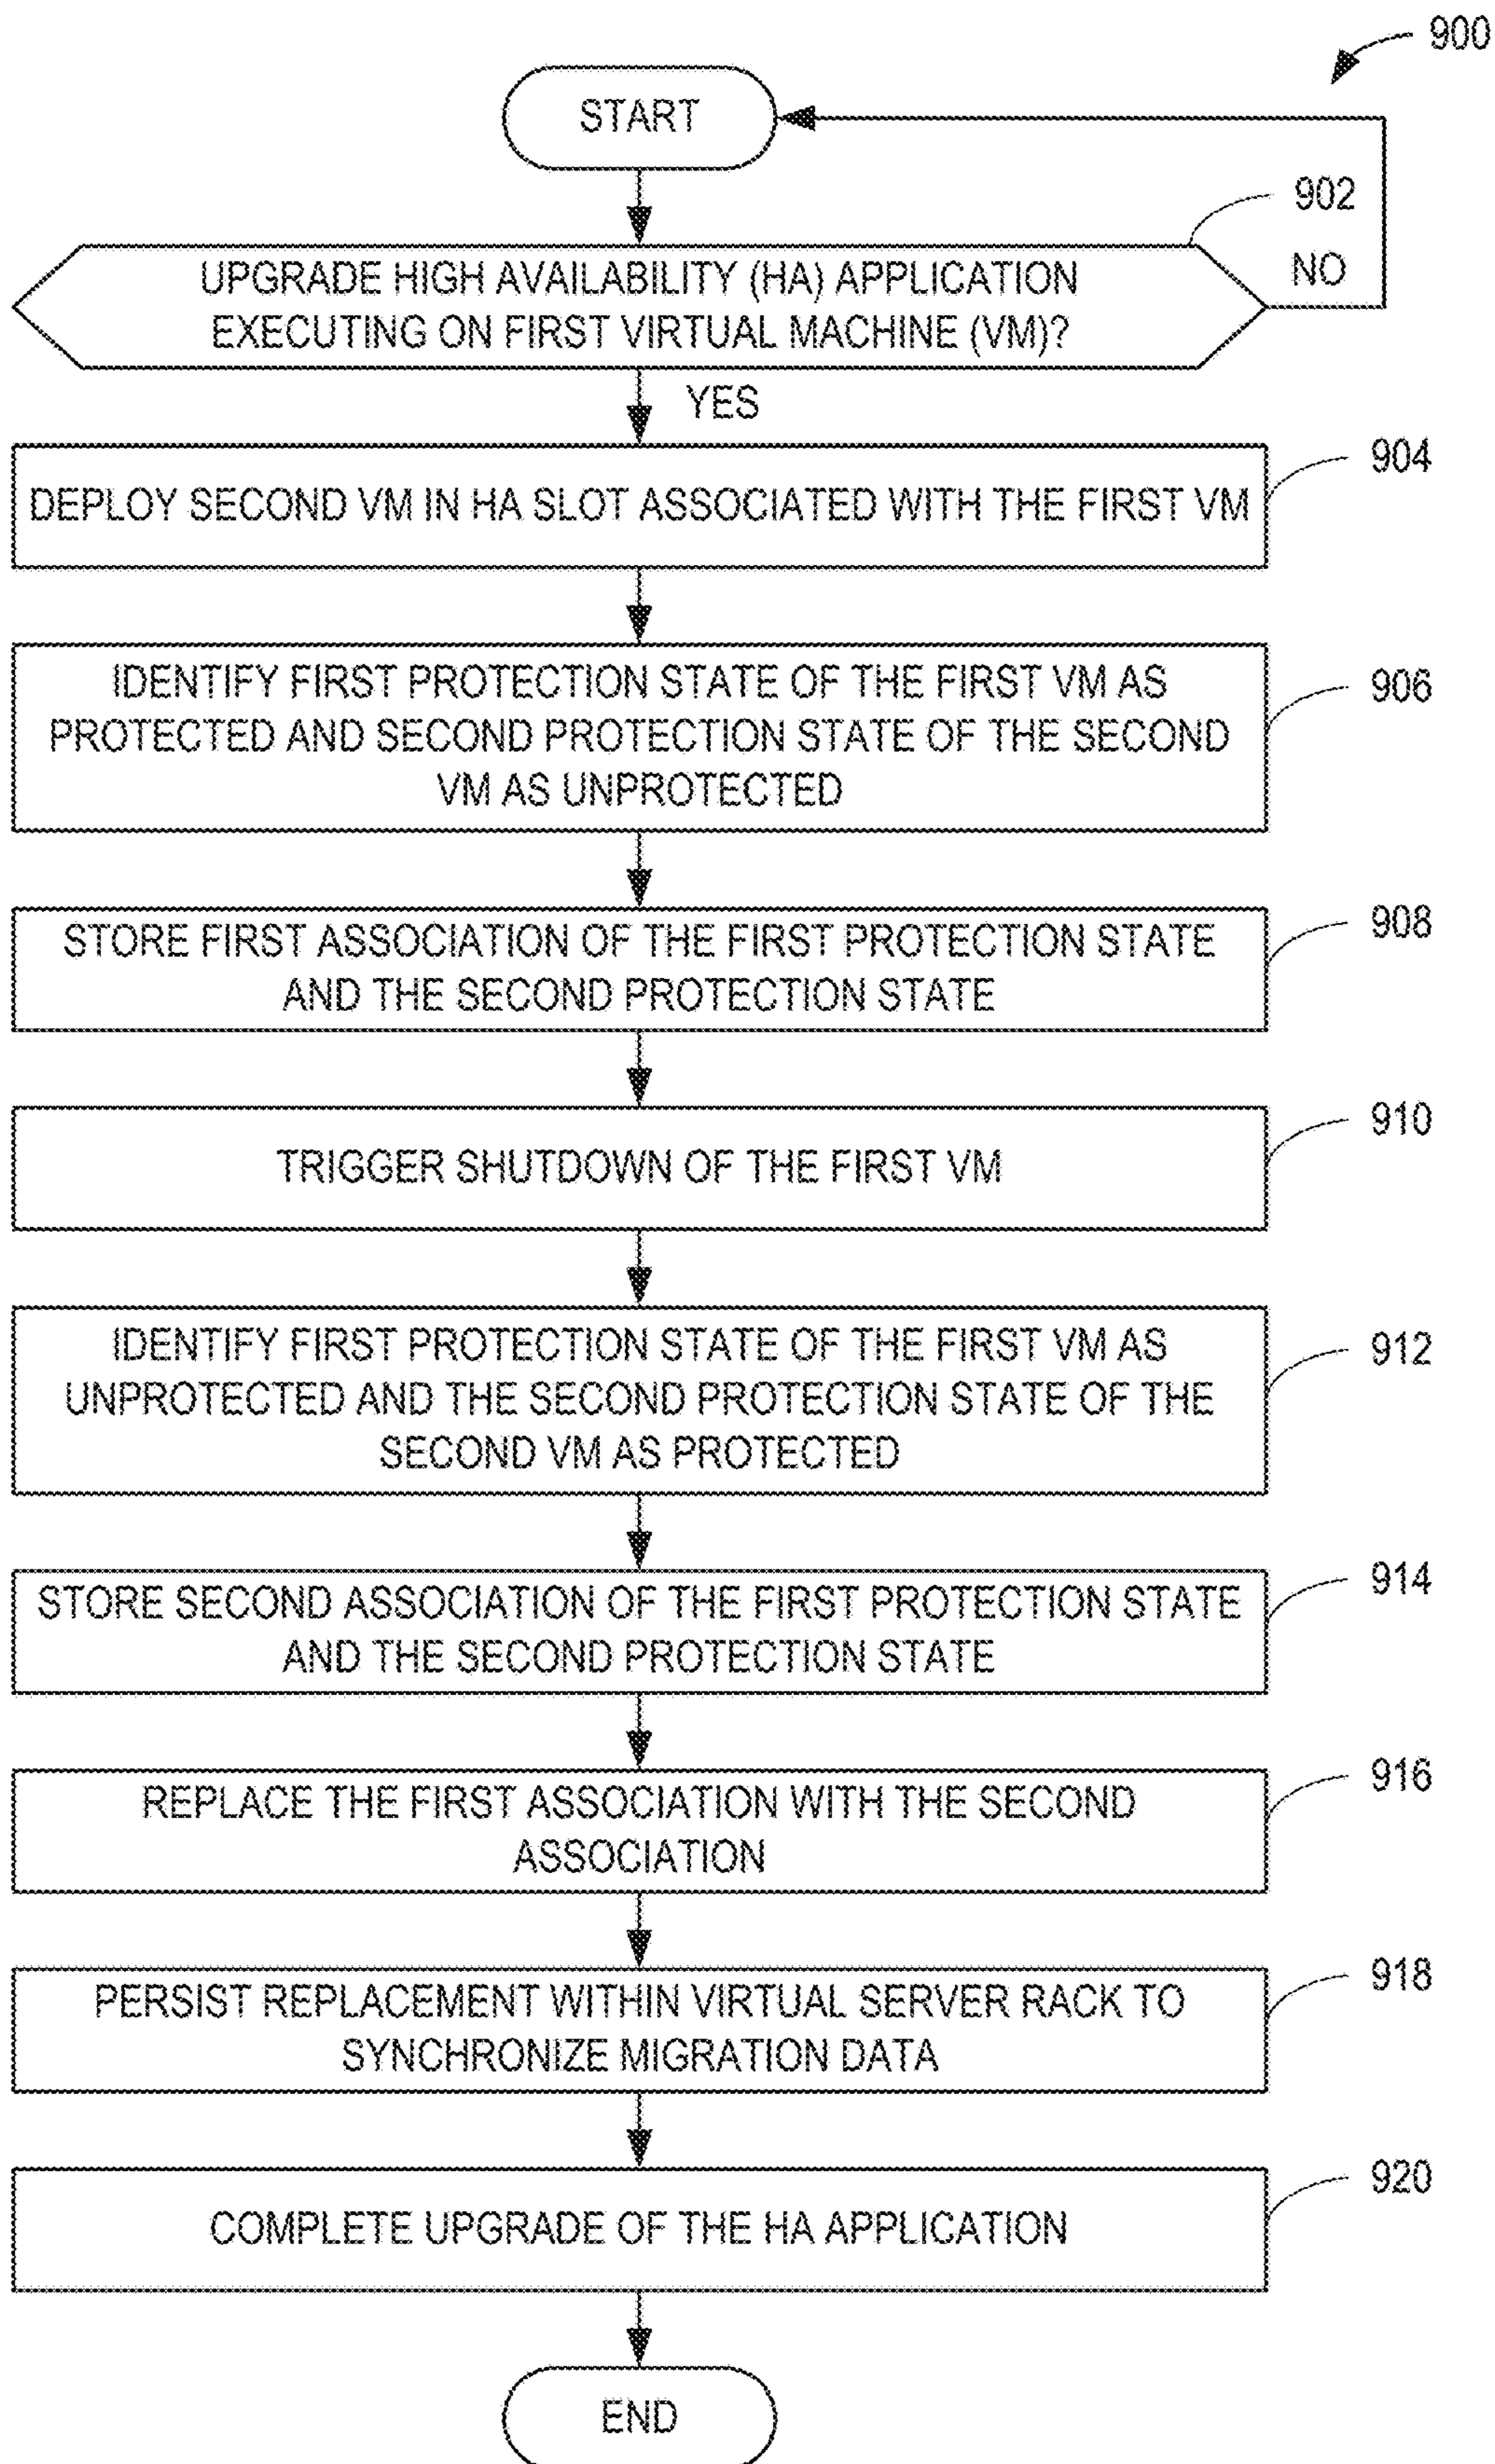 900
START
902
UPGRADE HIGH AVAILABILITY (HA) APPLICATION
EXECUTING ON FIRST VIRTUAL MACHINE (VM)?
NO
YES
904
DEPLOY SECOND VM IN HA SLOT ASSOCIATED WITH THE FIRST VM
906
IDENTIFY FIRST PROTECTION STATE OF THE FIRST VM AS
PROTECTED AND SECOND PROTECTION STATE OF THE SECOND
VM AS UNPROTECTED
908
STORE FIRST ASSOCIATION OF THE FIRST PROTECTION STATE
AND THE SECOND PROTECTION STATE
910
TRIGGER SHUTDOWN OF THE FIRST VM
912
IDENTIFY FIRST PROTECTION STATE OF THE FIRST VM AS
UNPROTECTED AND THE SECOND PROTECTION STATE OF THE
SECOND VM AS PROTECTED
914
STORE SECOND ASSOCIATION OF THE FIRST PROTECTION STATE
AND THE SECOND PROTECTION STATE
916
REPLACE THE FIRST ASSOCIATION WITH THE SECOND
ASSOCIATION
918
PERSIST REPLACEMENT WITHIN VIRTUAL SERVER RACK TO
SYNCHRONIZE MIGRATION DATA
920
COMPLETE UPGRADE OF THE HA APPLICATION
END